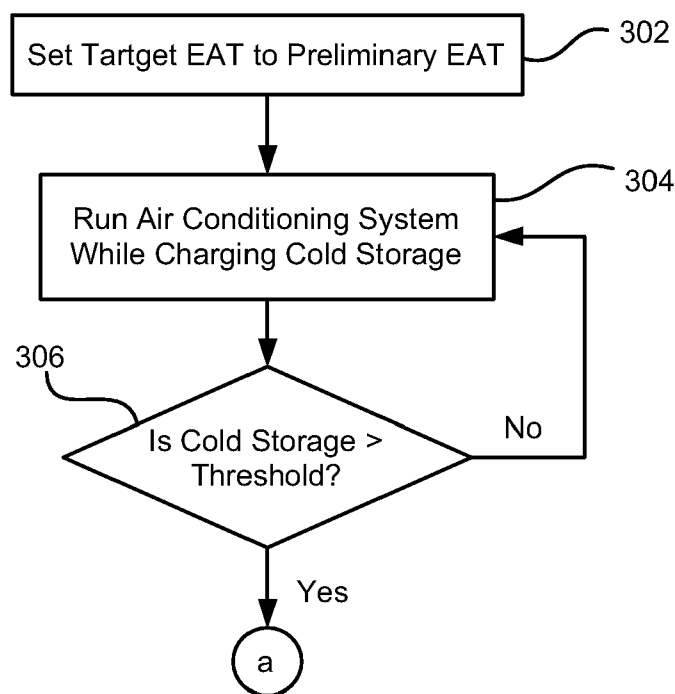 Set Tartget EAT to Preliminary EAT
302
Run Air Conditioning System
While Charging Cold Storage
304
306
Is Cold Storage >
Threshold?
No
Yes
a